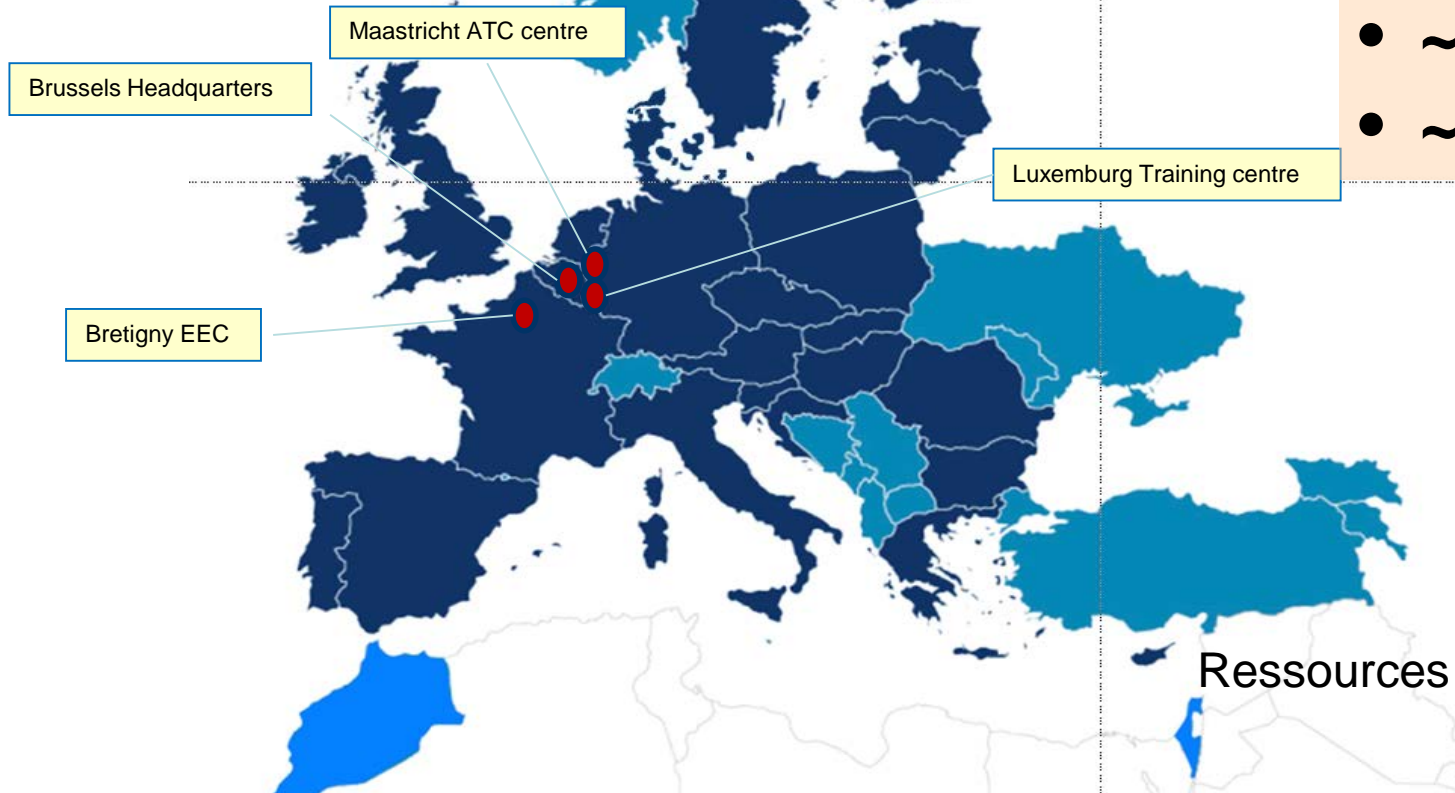 Maastricht ATC centre
• ~
Brussels Headquarters
• ~
Luxemburg Training centre
Bretigny EEC
Ressources